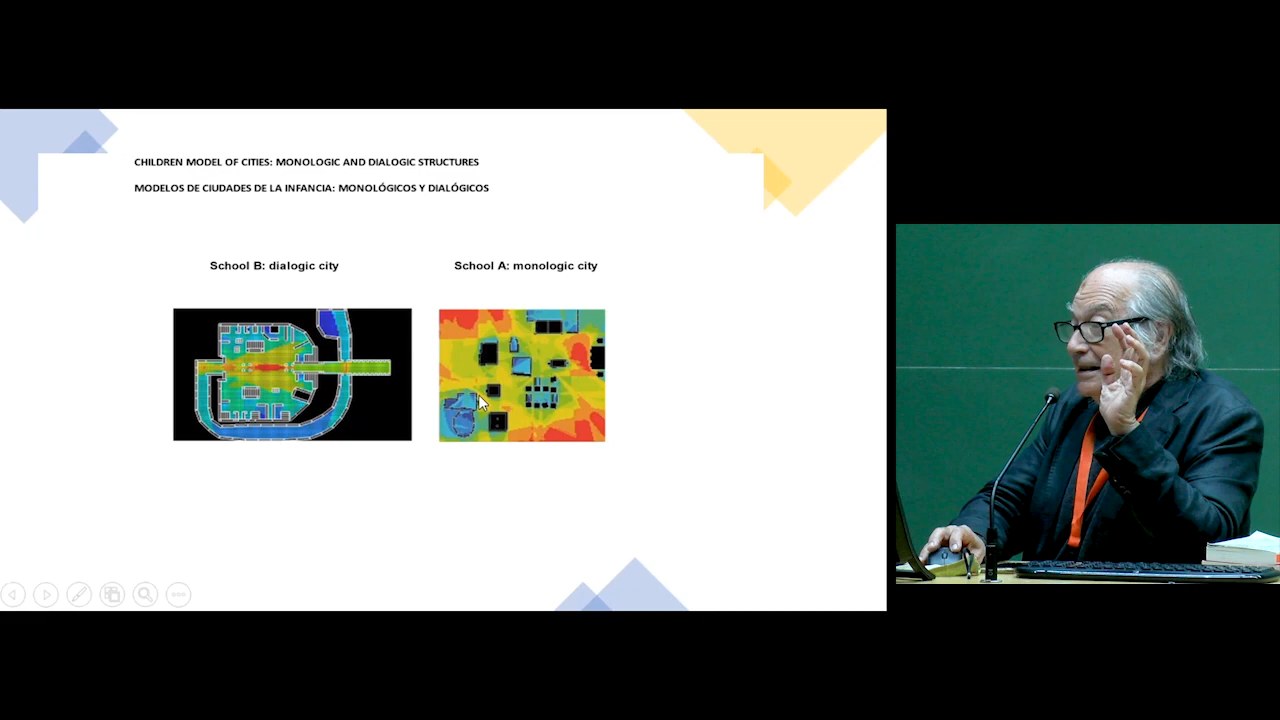 CHILDREN MODEL OF CITIES: MONOLOGIC AND DIALOGIC STRUCTURES
MODELOS DE CIUDADES DE LA INFANCIA: MONOLÓGICOS Y DIALÓGICOS
School B: dialogic city
School A: monologic city